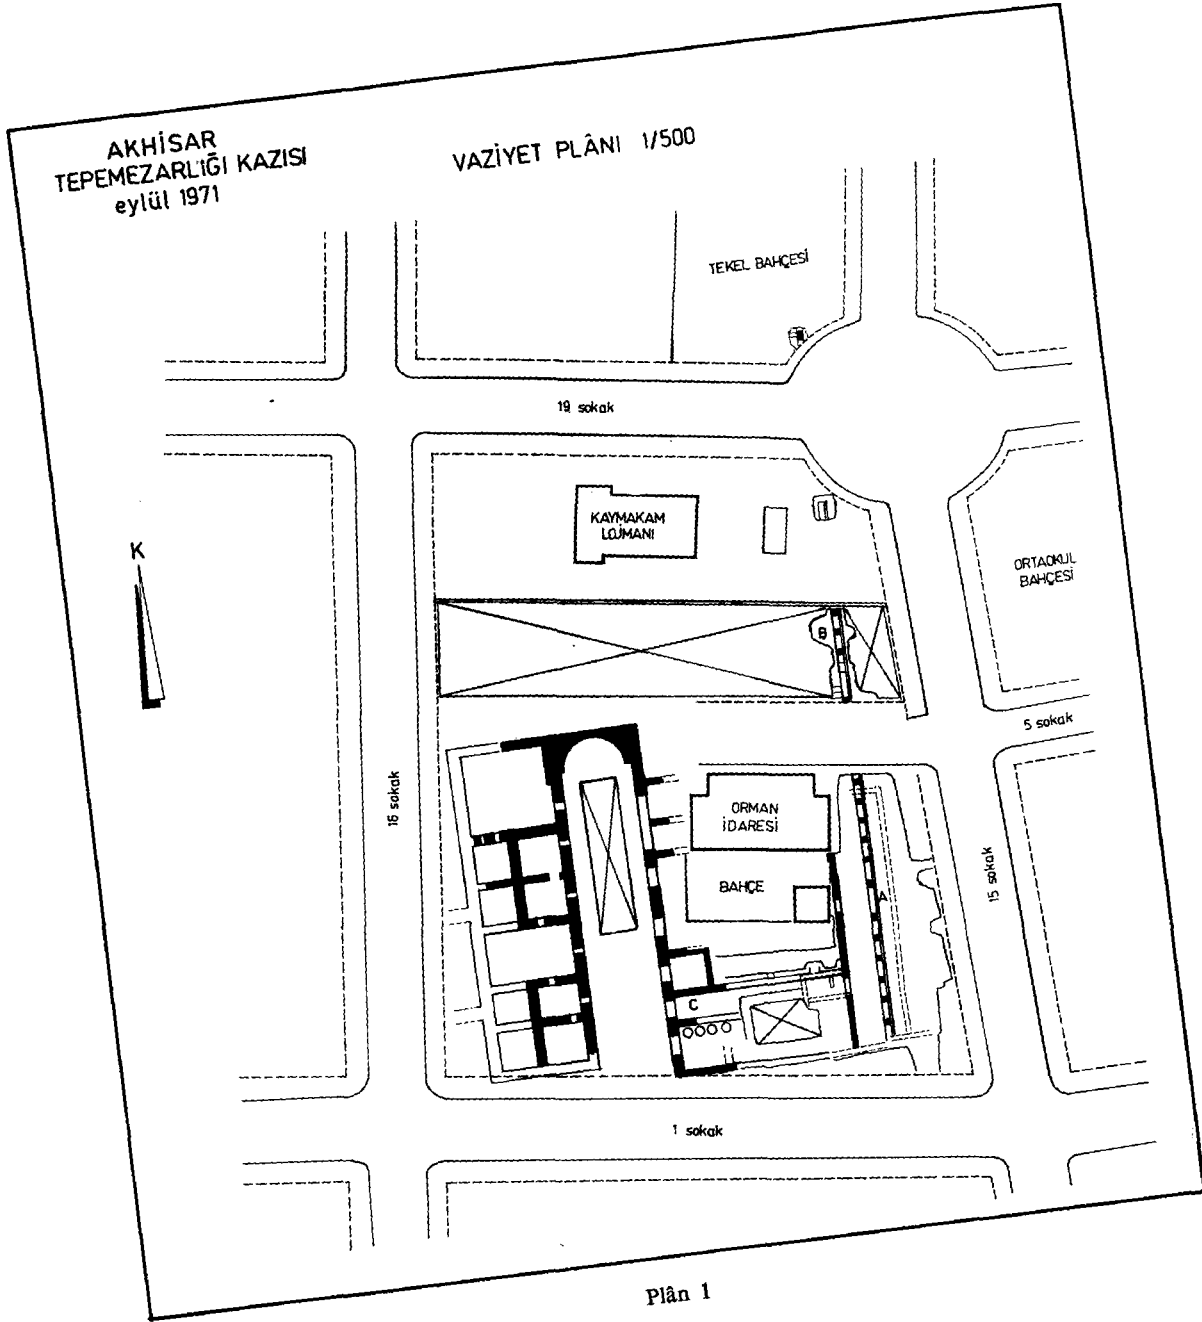 AKHİSAR
TEPEMEZARLIĞI KAZISI
eylül 1971
VAZİYET PLÂNI 1/500
TEKEL BAHÇESİ
19 sokak
KAYMAKAM
LOJMANI
K
ORTAOKUL
BAHÇESİ
B
5 sokak
16 sokak
ORMAN
İDARESİ
BAHÇE
A
15 sokak
C
1 sokak
Plân 1